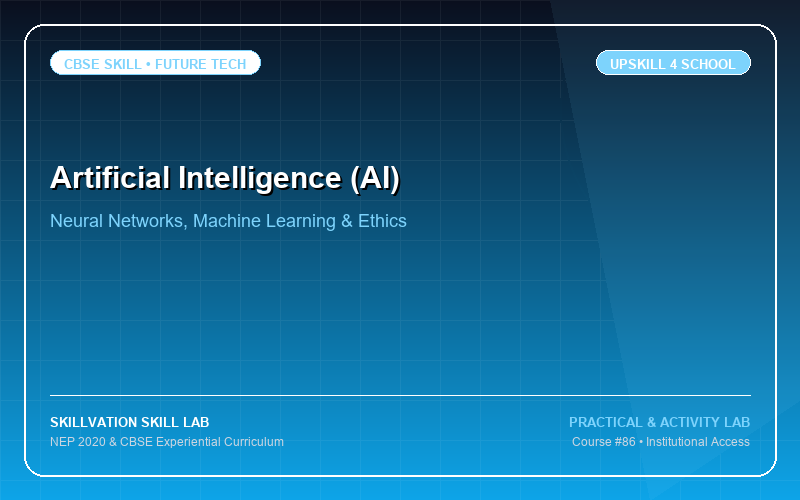 CBSE SKILL • FUTURE TECH
UPSKILL 4 SCHOOL
Artificial Intelligence (AI)
Neural Networks, Machine Learning & Ethics
SKILLVATION SKILL LAB
PRACTICAL & ACTIVITY LAB
NEP 2020 & CBSE Experiential Curriculum
Course #86 • Institutional Access